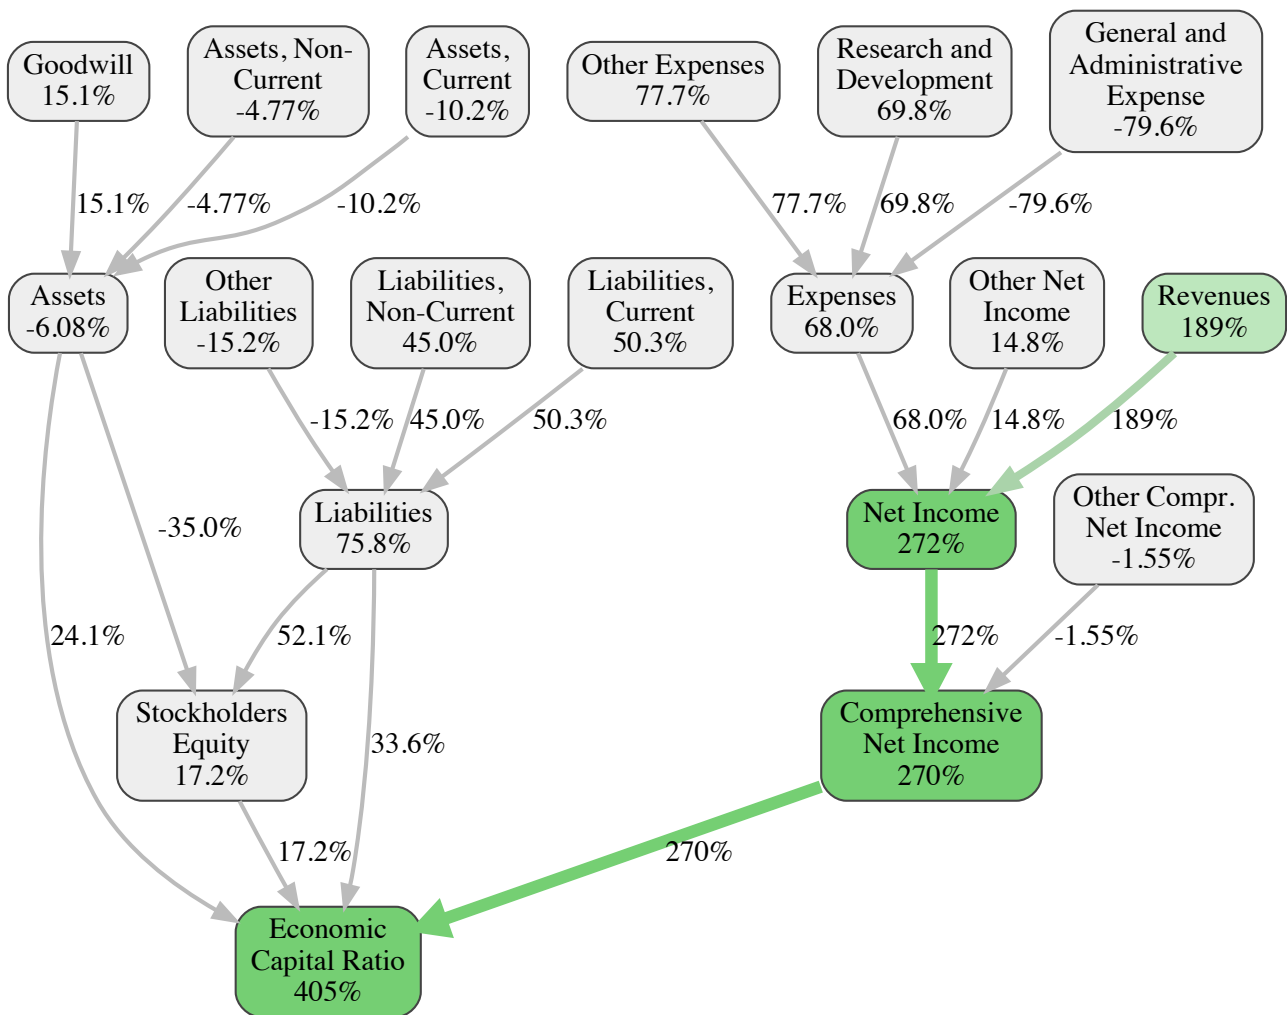 Goodwill
15.1%
Assets, Non-
Current
-4.77%
Assets,
Current
-10.2%
Other Expenses
77.7%
Research and
Development
69.8%
General and
Administrative
Expense
-79.6%
15.1%
-4.77%
-10.2%
77.7%
69.8%
-79.6%
Assets
-6.08%
Other
Liabilities
-15.2%
Liabilities,
Non-Current
45.0%
Liabilities,
Current
50.3%
Expenses
68.0%
Other Net
Income
14.8%
Revenues
189%
-15.2%
45.0%
50.3%
68.0%
14.8%
189%
-35.0%
Liabilities
75.8%
Net Income
272%
Other Compr.
Net Income
-1.55%
24.1%
52.1%
272%
-1.55%
Stockholders
Equity
17.2%
33.6%
Comprehensive
Net Income
270%
17.2%
270%
Economic
Capital Ratio
405%